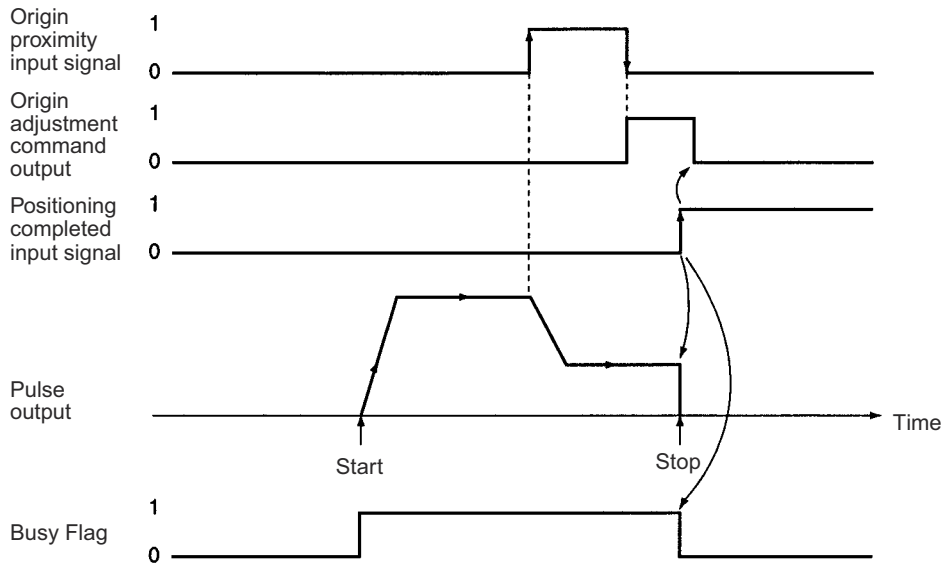 Origin
proximity
input signal
1
0
Origin
adjustment
command
output
1
0
Positioning
completed
input signal
1
0
Pulse
output
Time
Start
Stop
Busy Flag
1
0